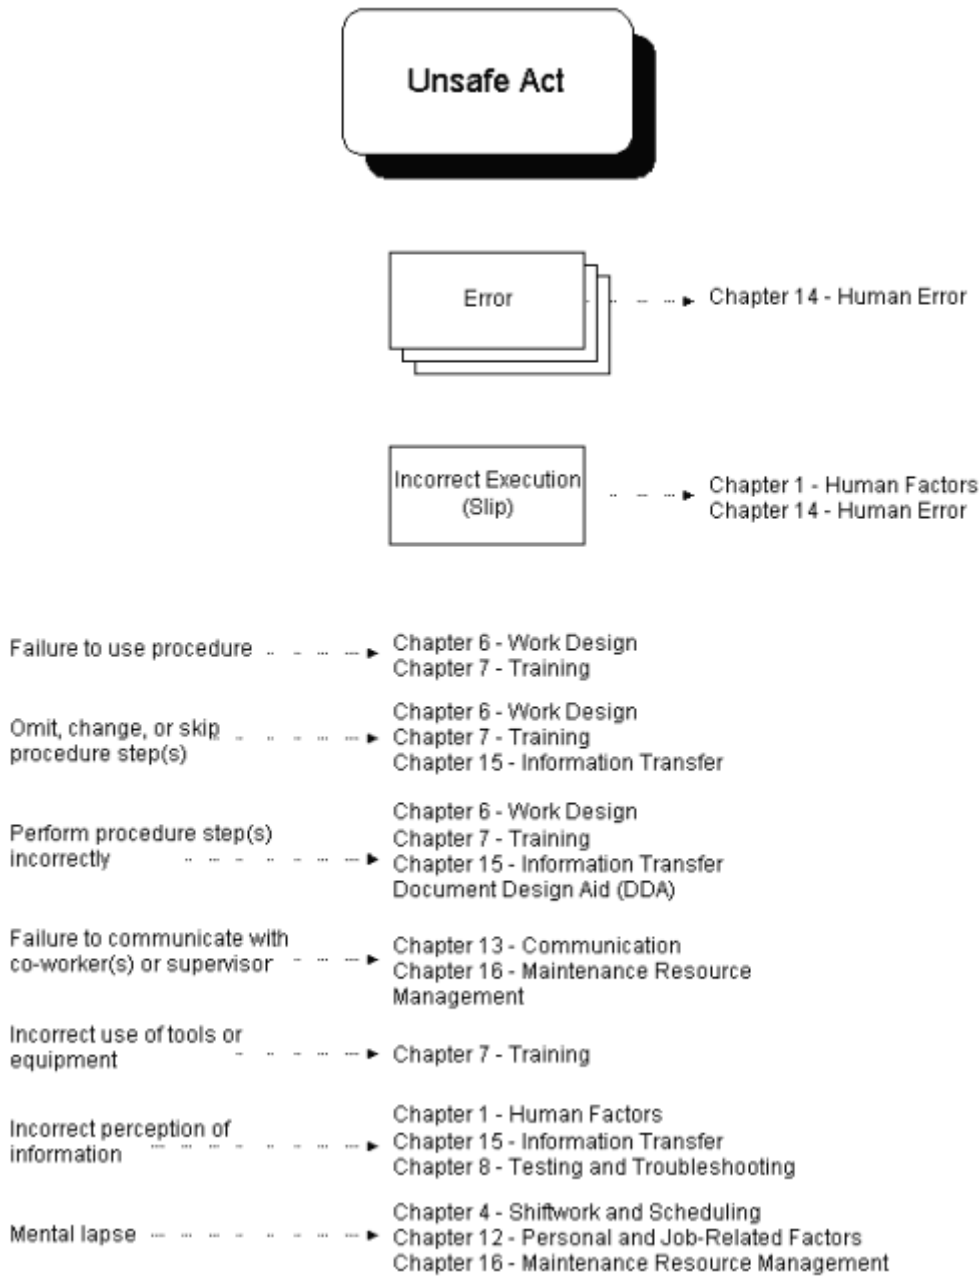 Unsafe Act
Error
Chapter 14 - Human Error
Incorrect Execution
(Slip)
Chapter 1 - Human Factors
Chapter 14 - Human Error
Failure to use procedure
Chapter 6 - Work Design
Chapter 7 - Training
Omit, change, or skip
procedure step(s)
Chapter 6 - Work Design
Chapter 7 - Training
Chapter 15 - Information Transfer
Perform procedure step(s)
incorrectly
Chapter 6 - Work Design
Chapter 7 - Training
Chapter 15 - Information Transfer
Document Design Aid (DDA)
Failure to communicate with
co-worker(s) or supervisor
Chapter 13 - Communication
Chapter 16 - Maintenance Resource
Management
Incorrect use of tools or
equipment
Chapter 7 - Training
Incorrect perception of
information
Chapter 1 - Human Factors
Chapter 15 - Information Transfer
Chapter 8 - Testing and Troubleshooting
Mental lapse
Chapter 4 - Shiftwork and Scheduling
Chapter 12 - Personal and Job-Related Factors
Chapter 16 - Maintenance Resource Management